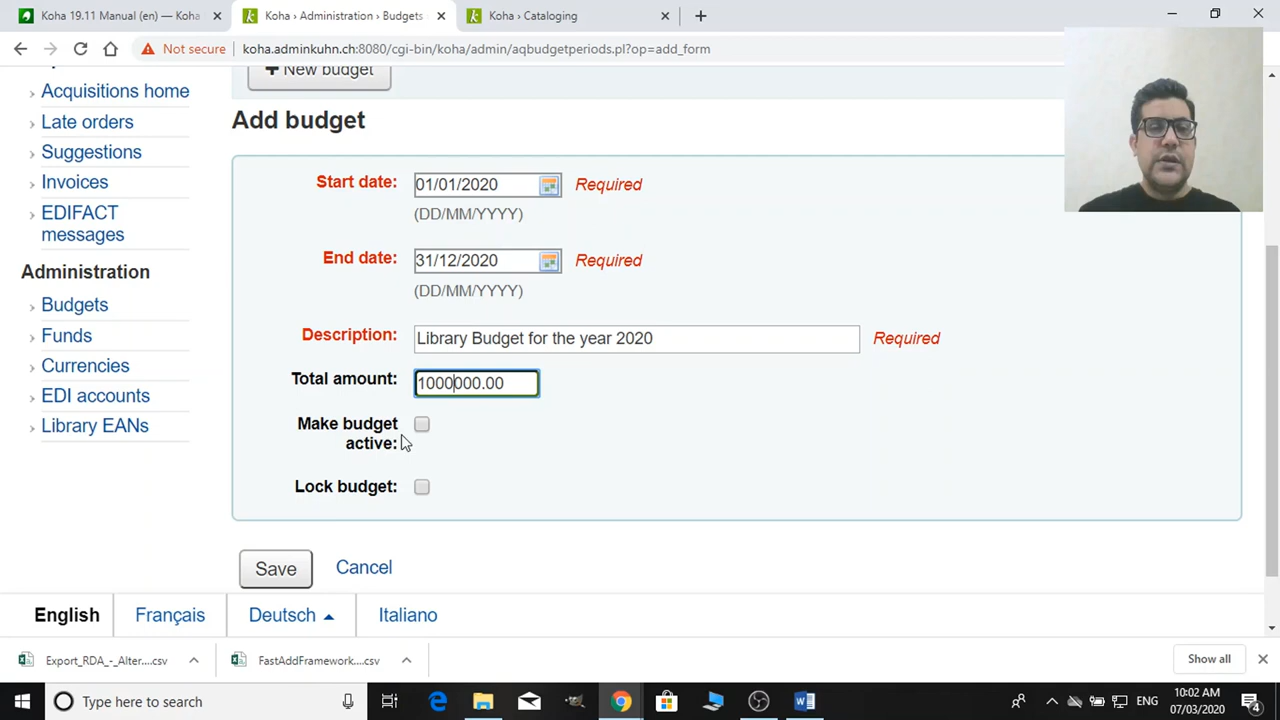 Koha 19.11 Manual (en) — Koha
Koha › Administration › Budgets
Koha › Cataloging
Not secure
koha.adminkuhn.ch:8080/cgi-bin/koha/admin/aqbudgetperiods.pl?op=add_form
Acquisitions home
Late orders
Suggestions
Invoices
EDIFACT
messages
Administration
Budgets
Funds
Currencies
EDI accounts
Library EANs
+ New budget
Add budget
Start date: 01/01/2020 Required
(DD/MM/YYYY)
End date: 31/12/2020 Required
(DD/MM/YYYY)
Description: Library Budget for the year 2020 Required
Total amount: 1000000.00
Make budget
active:
Lock budget:
Save Cancel
English Français Deutsch Italiano
Export_RDA_-_Alter....csv
FastAddFramework....csv
Show all
Type here to search
ENG
10:02 AM
07/03/2020
4